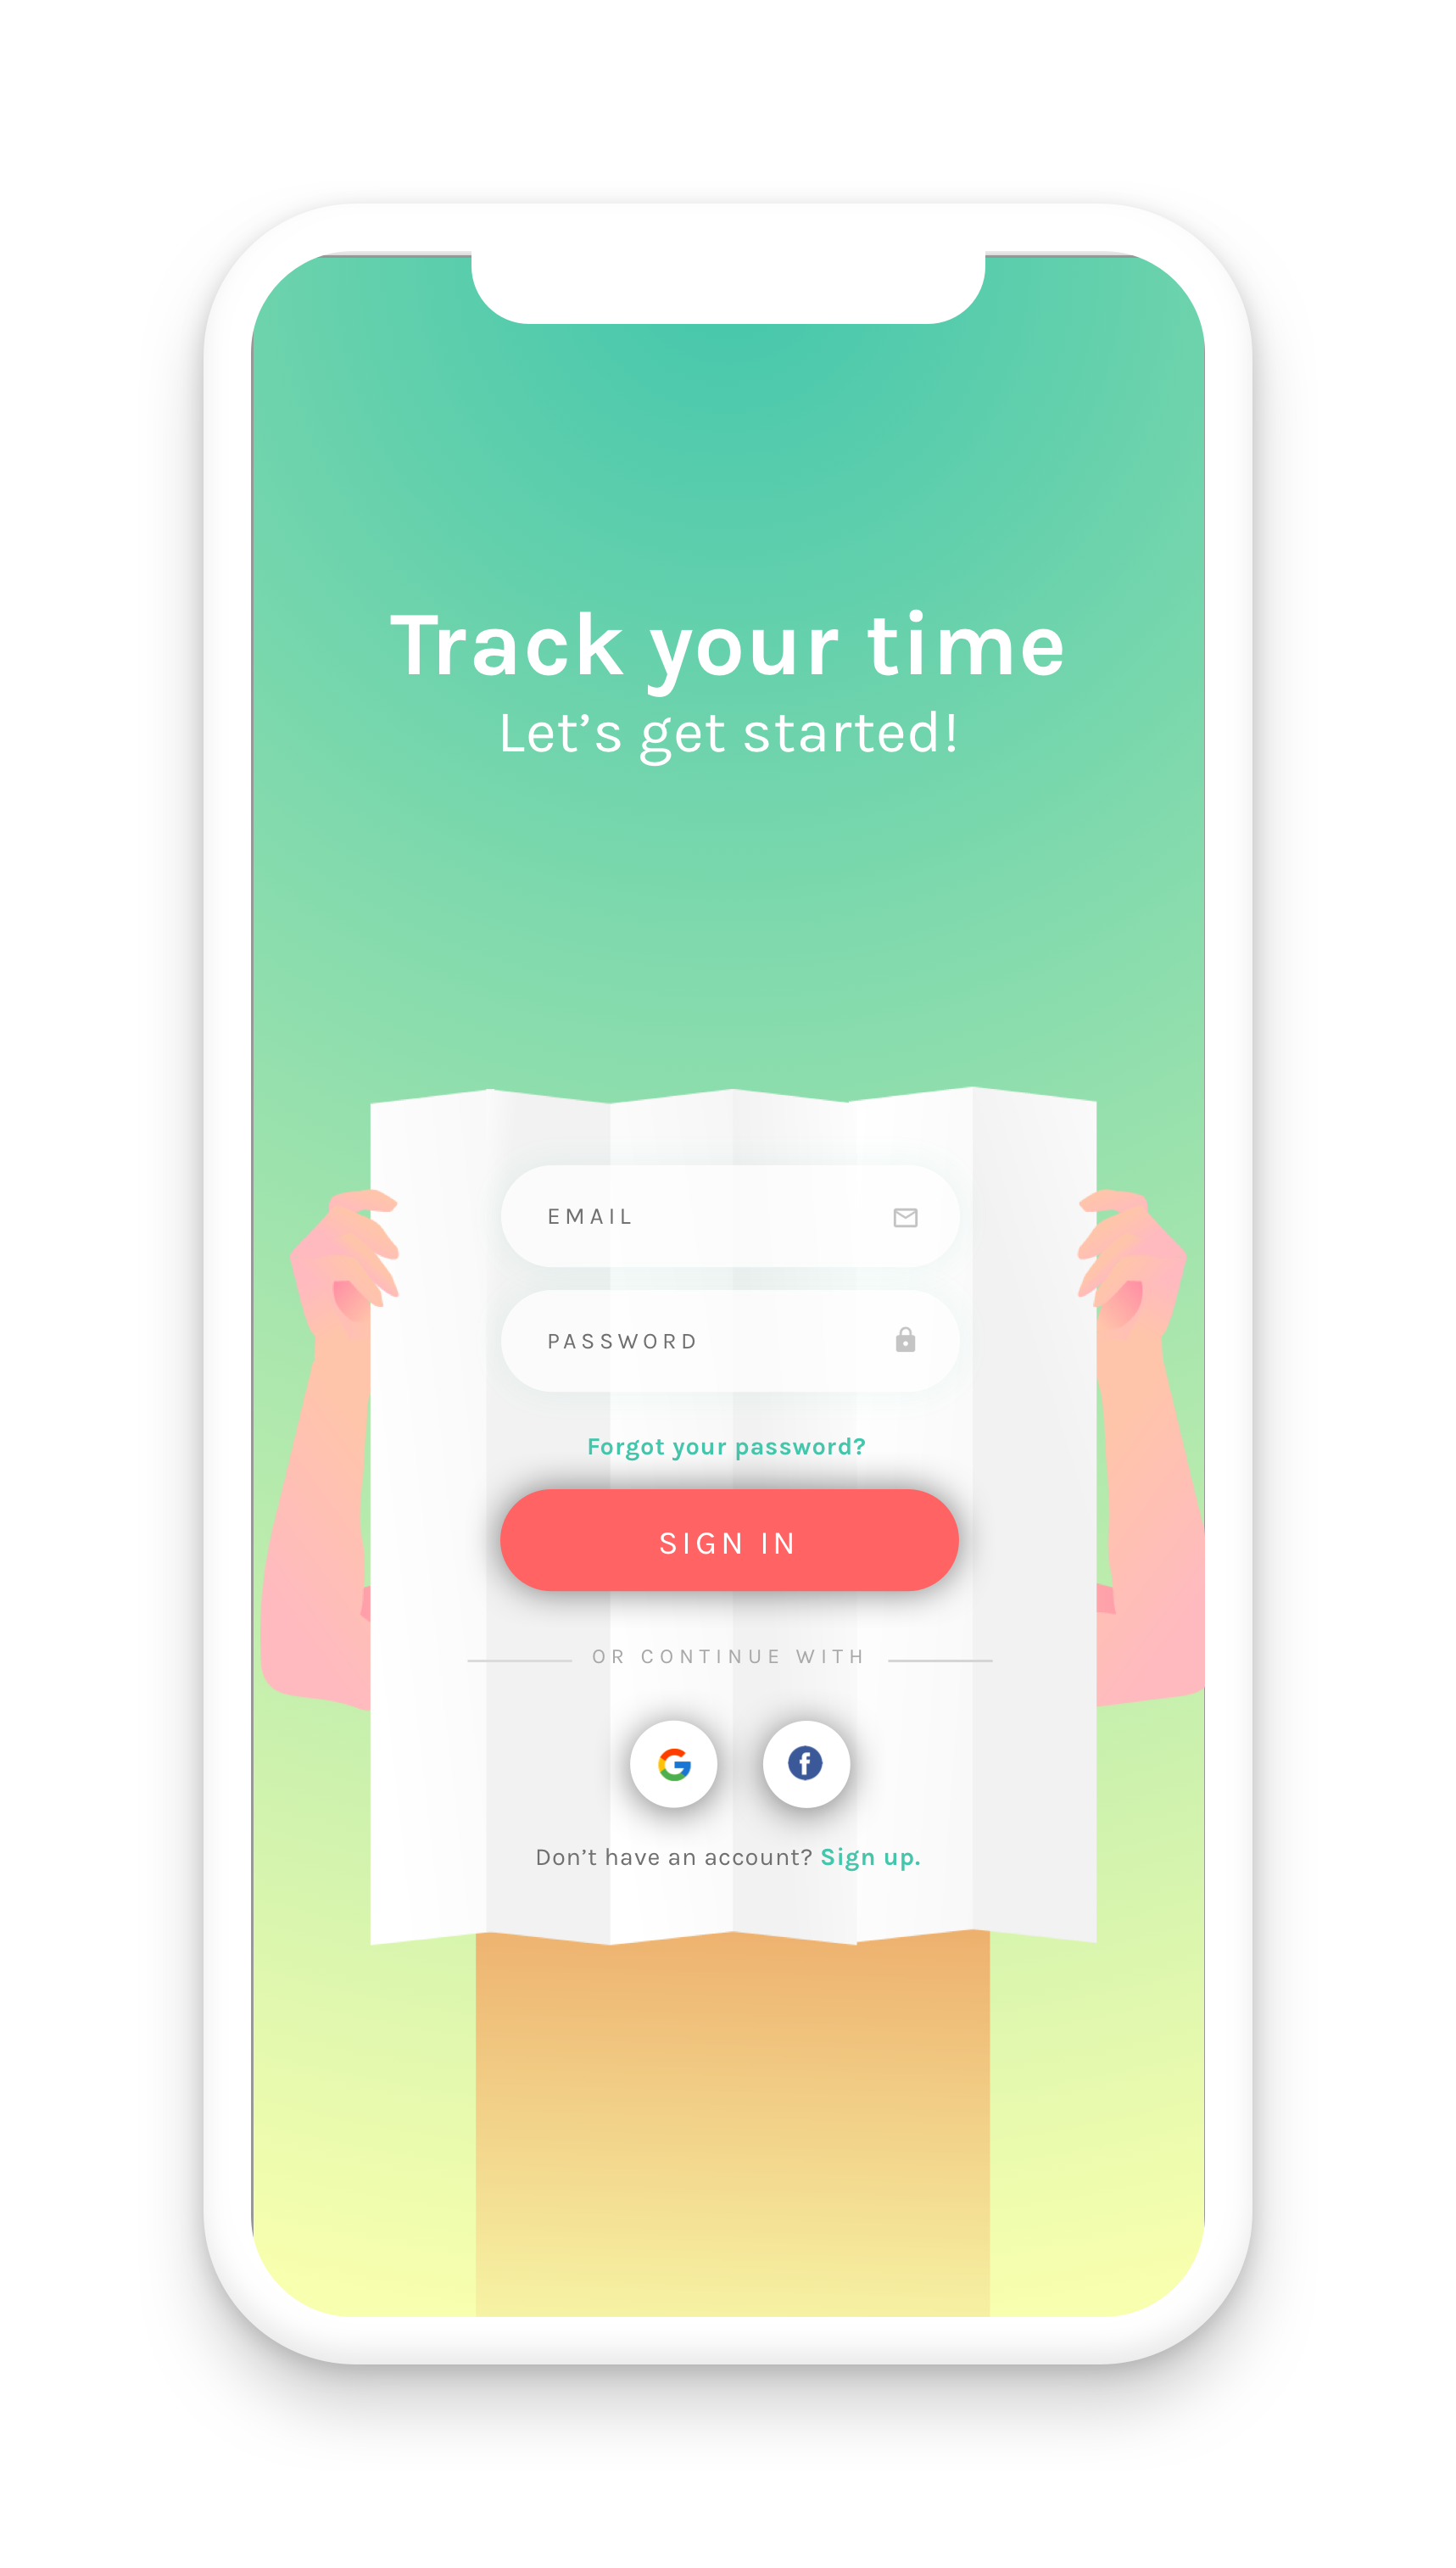 Track your time
Let’s get started!
EMAIL
PASSWORD
Forgot your password?
SIGN IN
OR CONTINUE WITH
G f
Don’t have an account? Sign up.